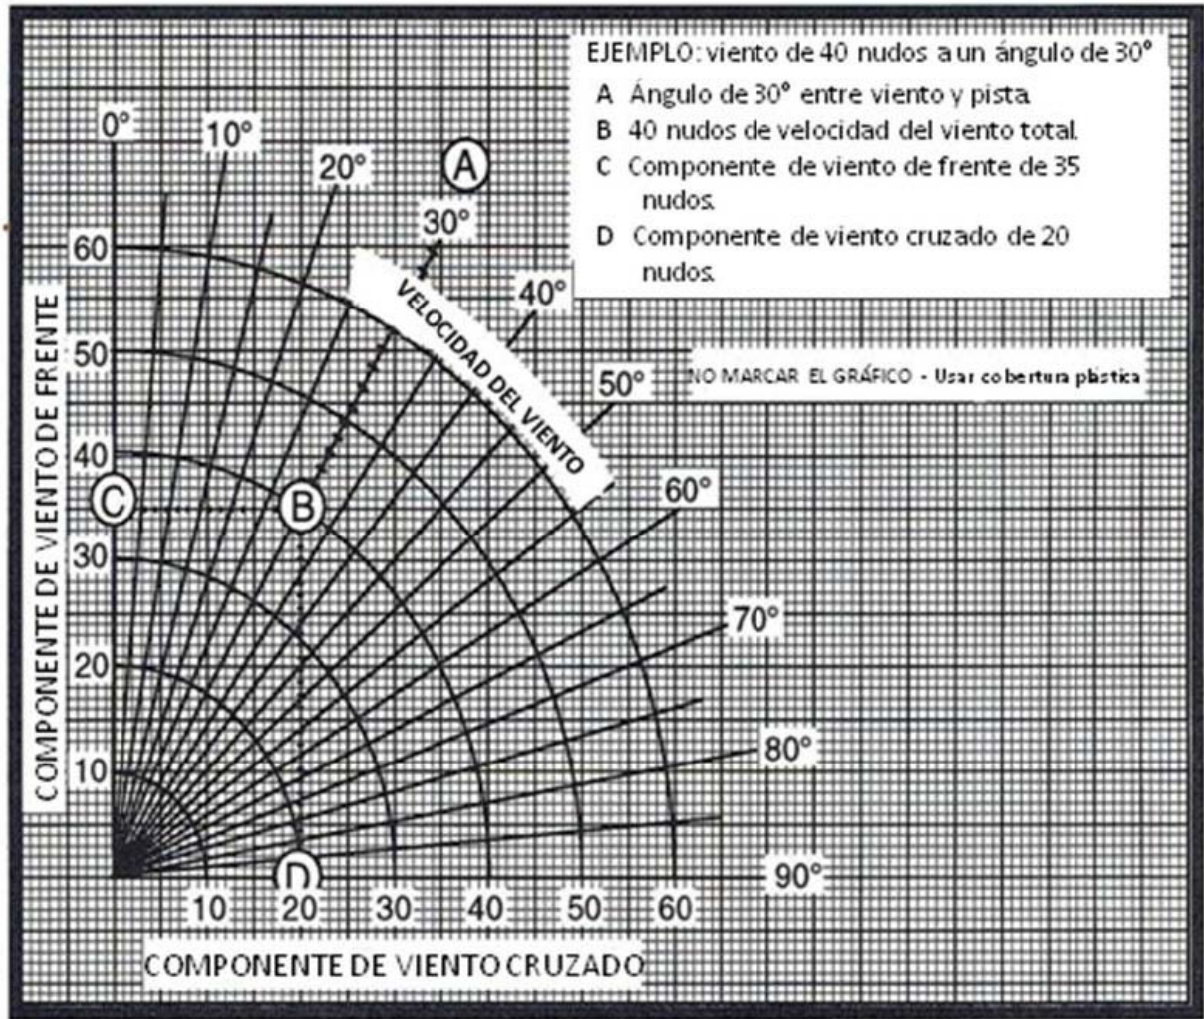 EJEMPLO: viento de 40 nudos a un ángulo de 30°
A Ángulo de 30° entre viento y pista
B 40 nudos de velocidad del viento total.
C Componente de viento de frente de 35
nudos.
D Componente de viento cruzado de 20
nudos.
0°
10°
20°
A
30°
40°
VELOCIDAD DEL VIENTO
NO MARCAR EL GRÁFICO - Usar cobertura plástica
50°
60°
70°
80°
90°
COMPONENTE DE VIENTO DE FRENTE
60
50
40
C
B
30
20
10
D
10 20 30 40 50 60
COMPONENTE DE VIENTO CRUZADO